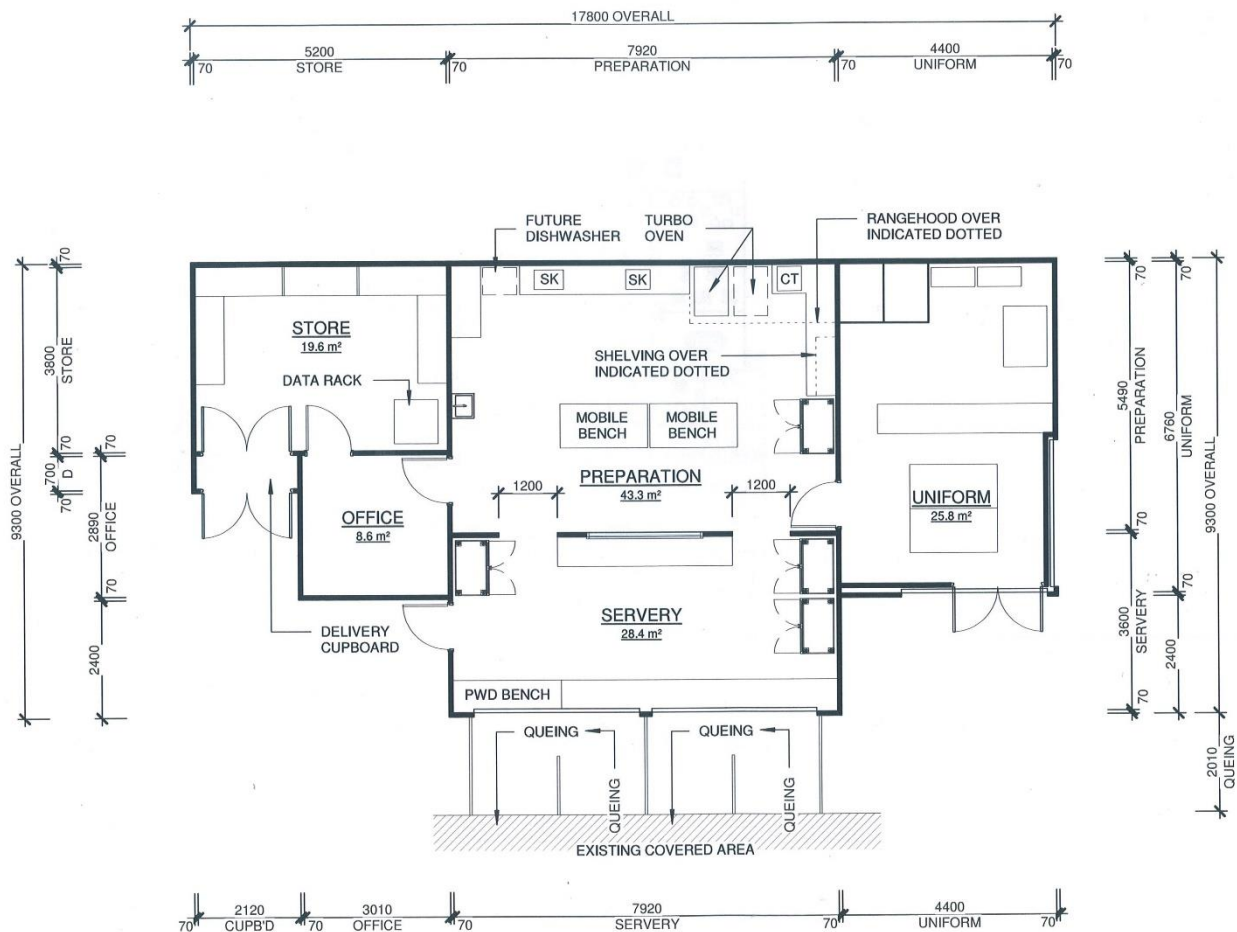 17800 OVERALL
70
5200
STORE
70
7920
PREPARATION
70
4400
UNIFORM
70
FUTURE
DISHWASHER
TURBO
OVEN
RANGEHOOD OVER
INDICATED DOTTED
SK
SK
CT
STORE
19.6 m²
SHELVING OVER
INDICATED DOTTED
DATA RACK
MOBILE
BENCH
MOBILE
BENCH
1200
PREPARATION
43.3 m²
1200
UNIFORM
25.8 m²
OFFICE
8.6 m²
SERVERY
28.4 m²
DELIVERY
CUPBOARD
PWD BENCH
QUEING
QUEING
QUEING
QUEING
EXISTING COVERED AREA
9300 OVERALL
70
3800
STORE
70
700
D
70
70
2890
OFFICE
70
2400
70
5490
PREPARATION
70
3600
SERVERY
70
70
6760
UNIFORM
70
2400
9300 OVERALL
2010
QUEING
70
2120
CUPB'D
70
3010
OFFICE
70
7920
SERVERY
70
4400
UNIFORM
70